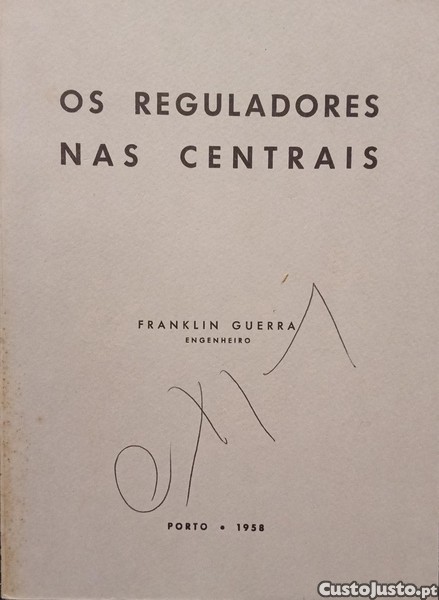 OS REGULADORES
NAS CENTRAIS
FRANKLIN GUERRA
ENGENHEIRO
PORTO • 1958
CustoJusto.pt